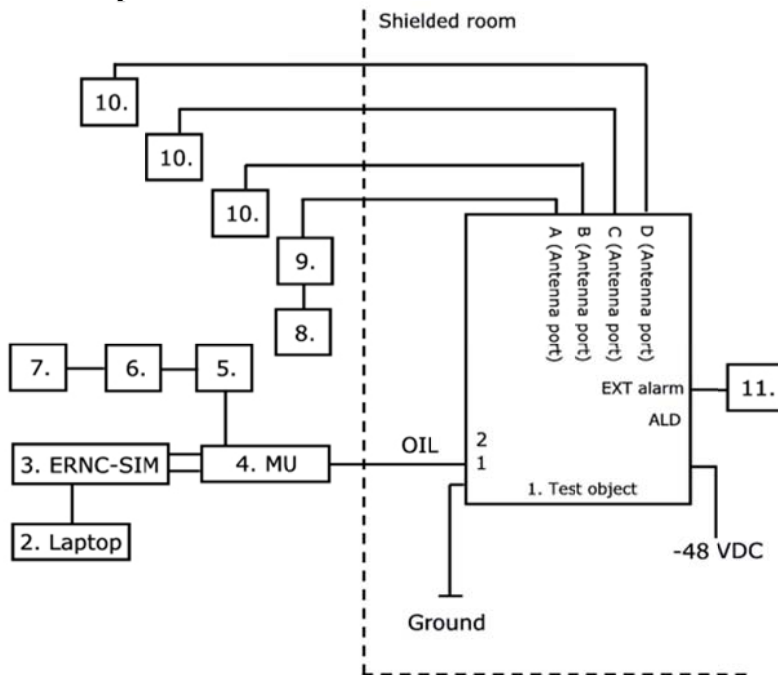 Shielded room
10.
10.
10.
9.
8.
A (Antenna port)
B (Antenna port)
C (Antenna port)
D (Antenna port)
7.
6.
5.
EXT alarm
11.
ALD
3. ERNC-SIM
4. MU
OIL
2
1
1. Test object
2. Laptop
-48 VDC
Ground